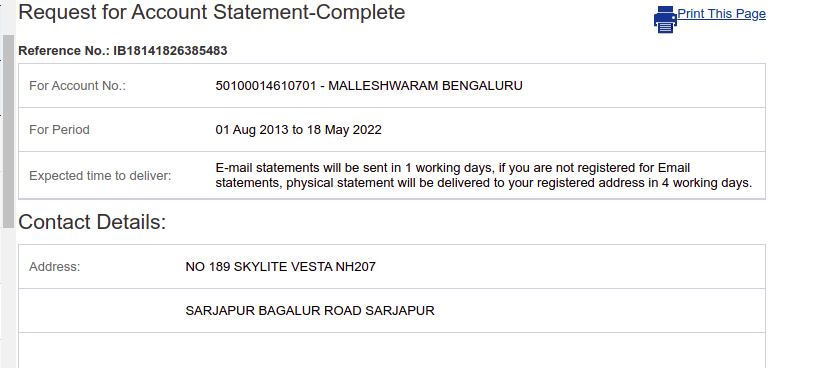 Request for Account Statement-Complete
Print This Page
Reference No.: IB18141826385483
For Account No.: 50100014610701 - MALLESHWARAM BENGALURU
For Period 01 Aug 2013 to 18 May 2022
Expected time to deliver: E-mail statements will be sent in 1 working days, if you are not registered for Email
statements, physical statement will be delivered to your registered address in 4 working days.
Contact Details:
Address: NO 189 SKYLITE VESTA NH207
SARJAPUR BAGALUR ROAD SARJAPUR